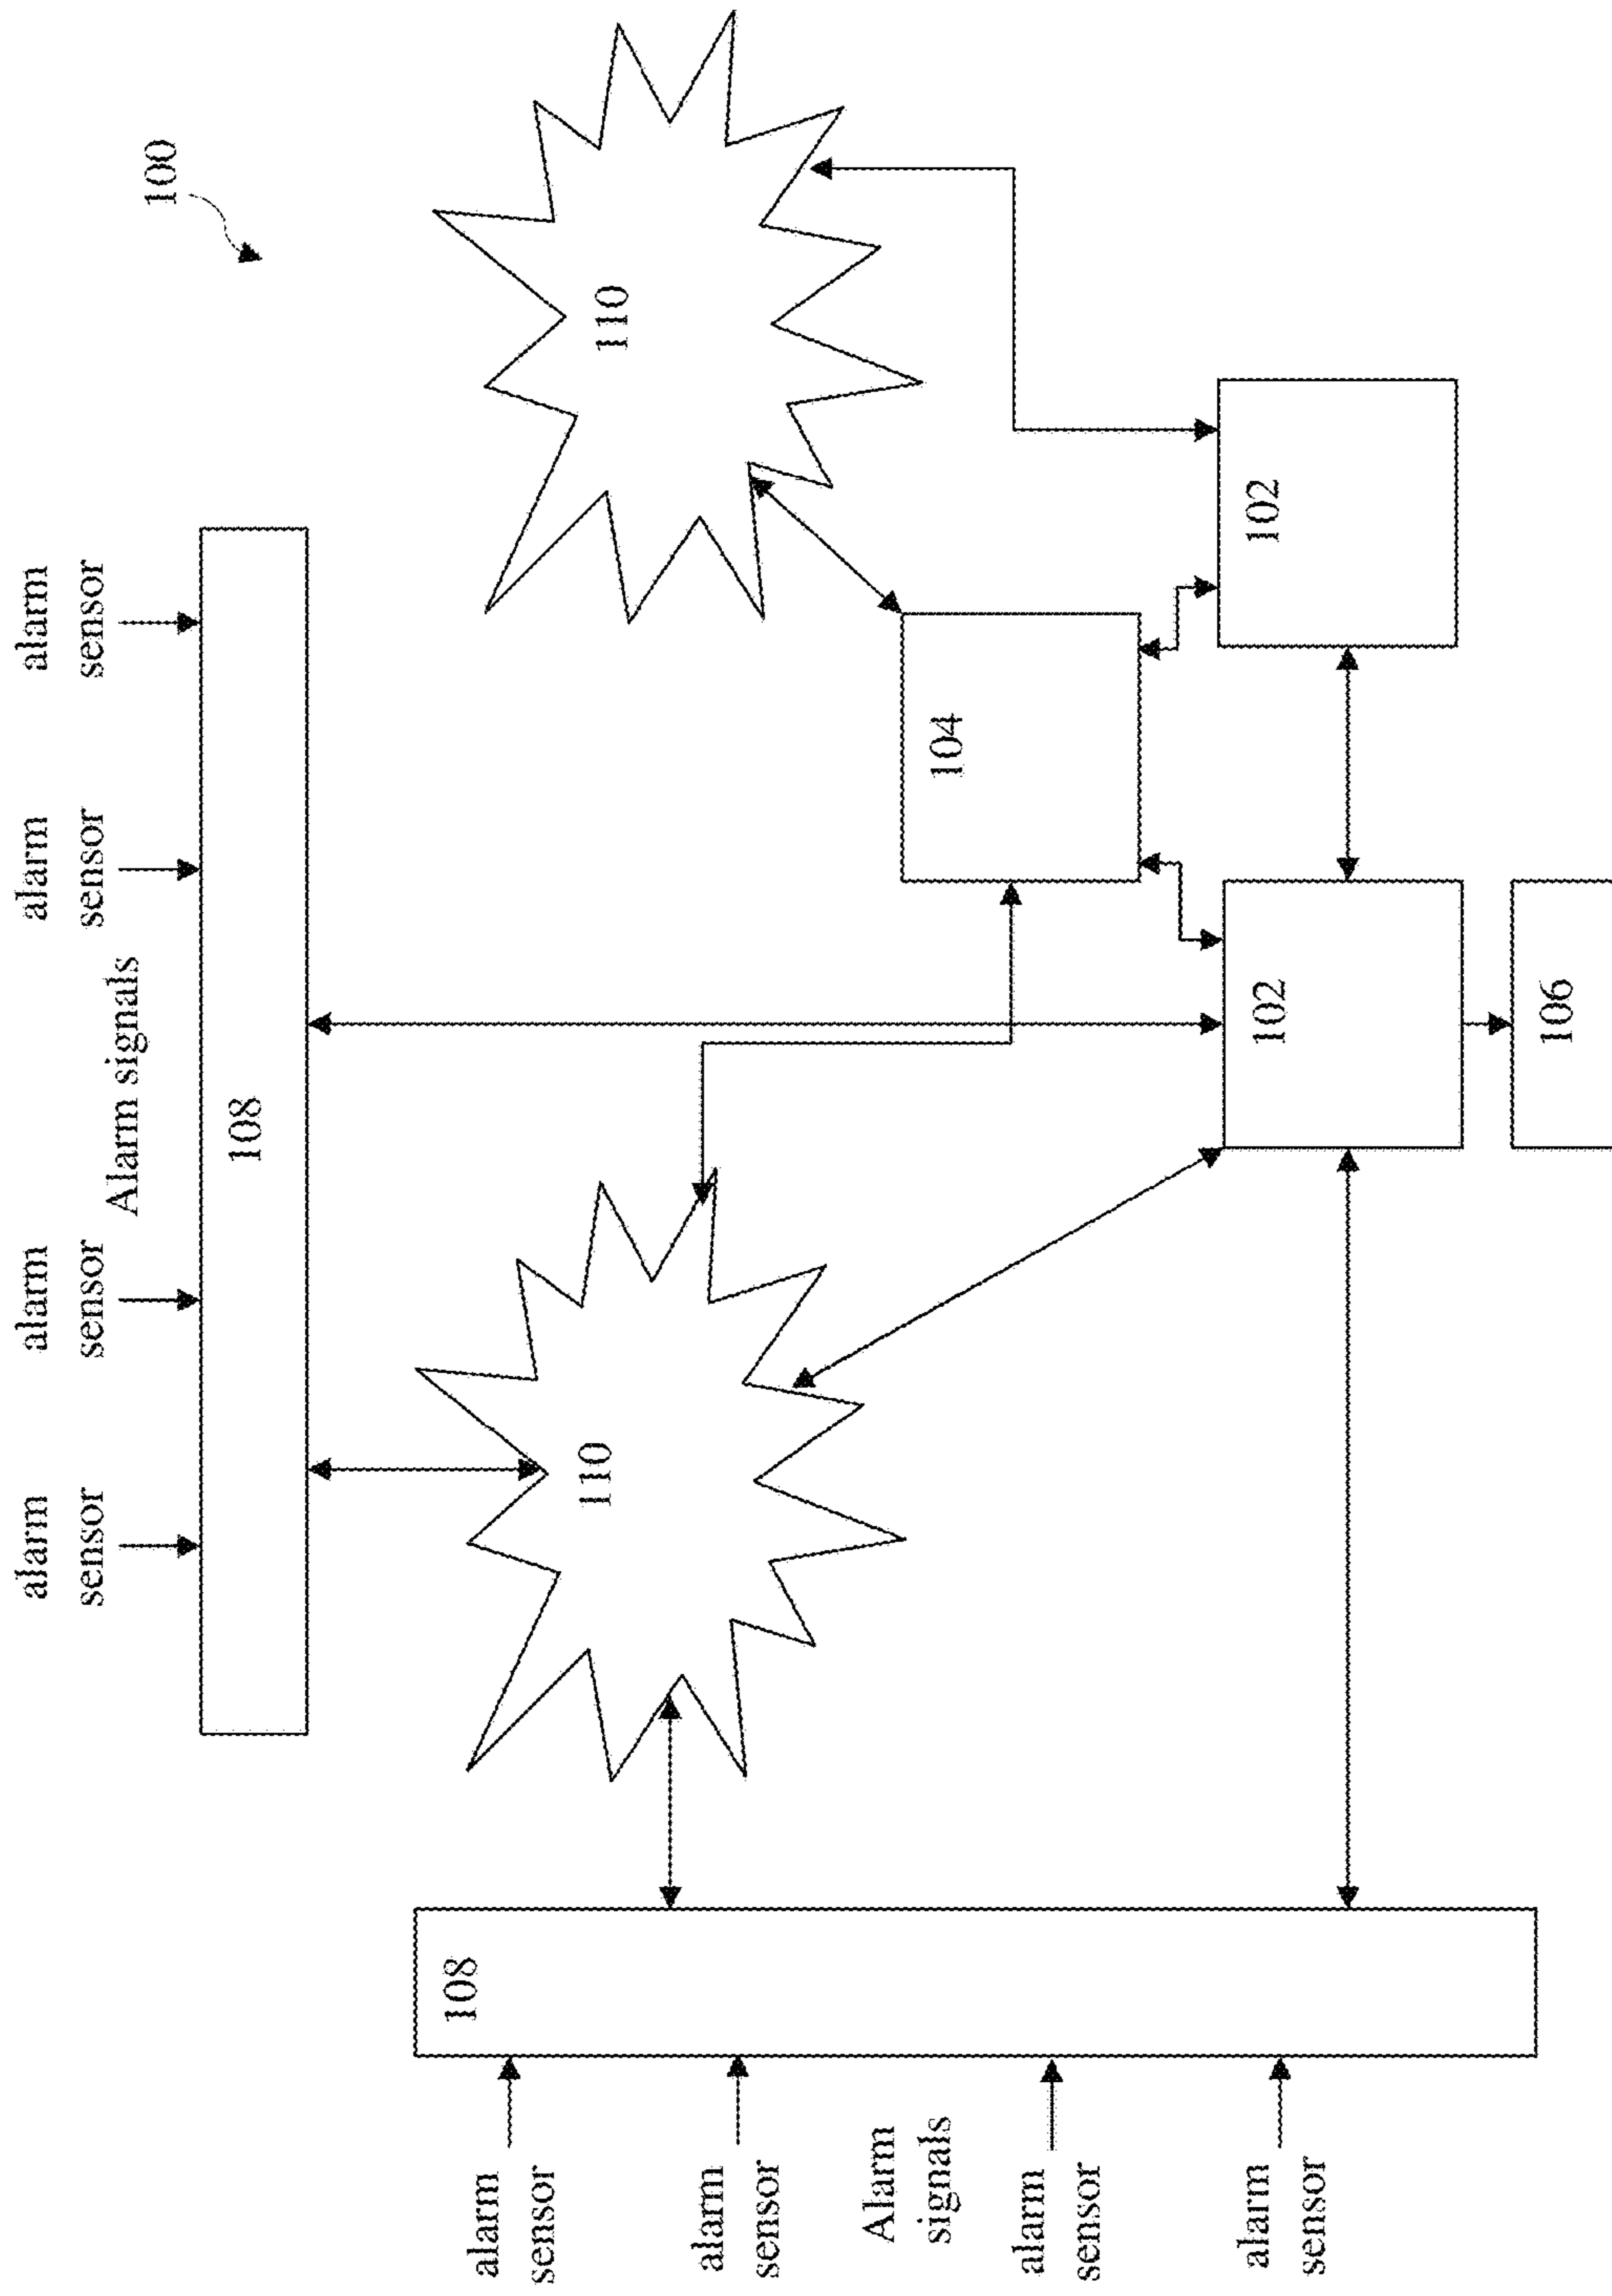 alarm
sensor
alarm
sensor
alarm
sensor
alarm
sensor
Alarm signals
100
108
108
alarm
sensor
110
110
alarm
sensor
Alarm
signals
104
alarm
sensor
alarm
sensor
102
102
106